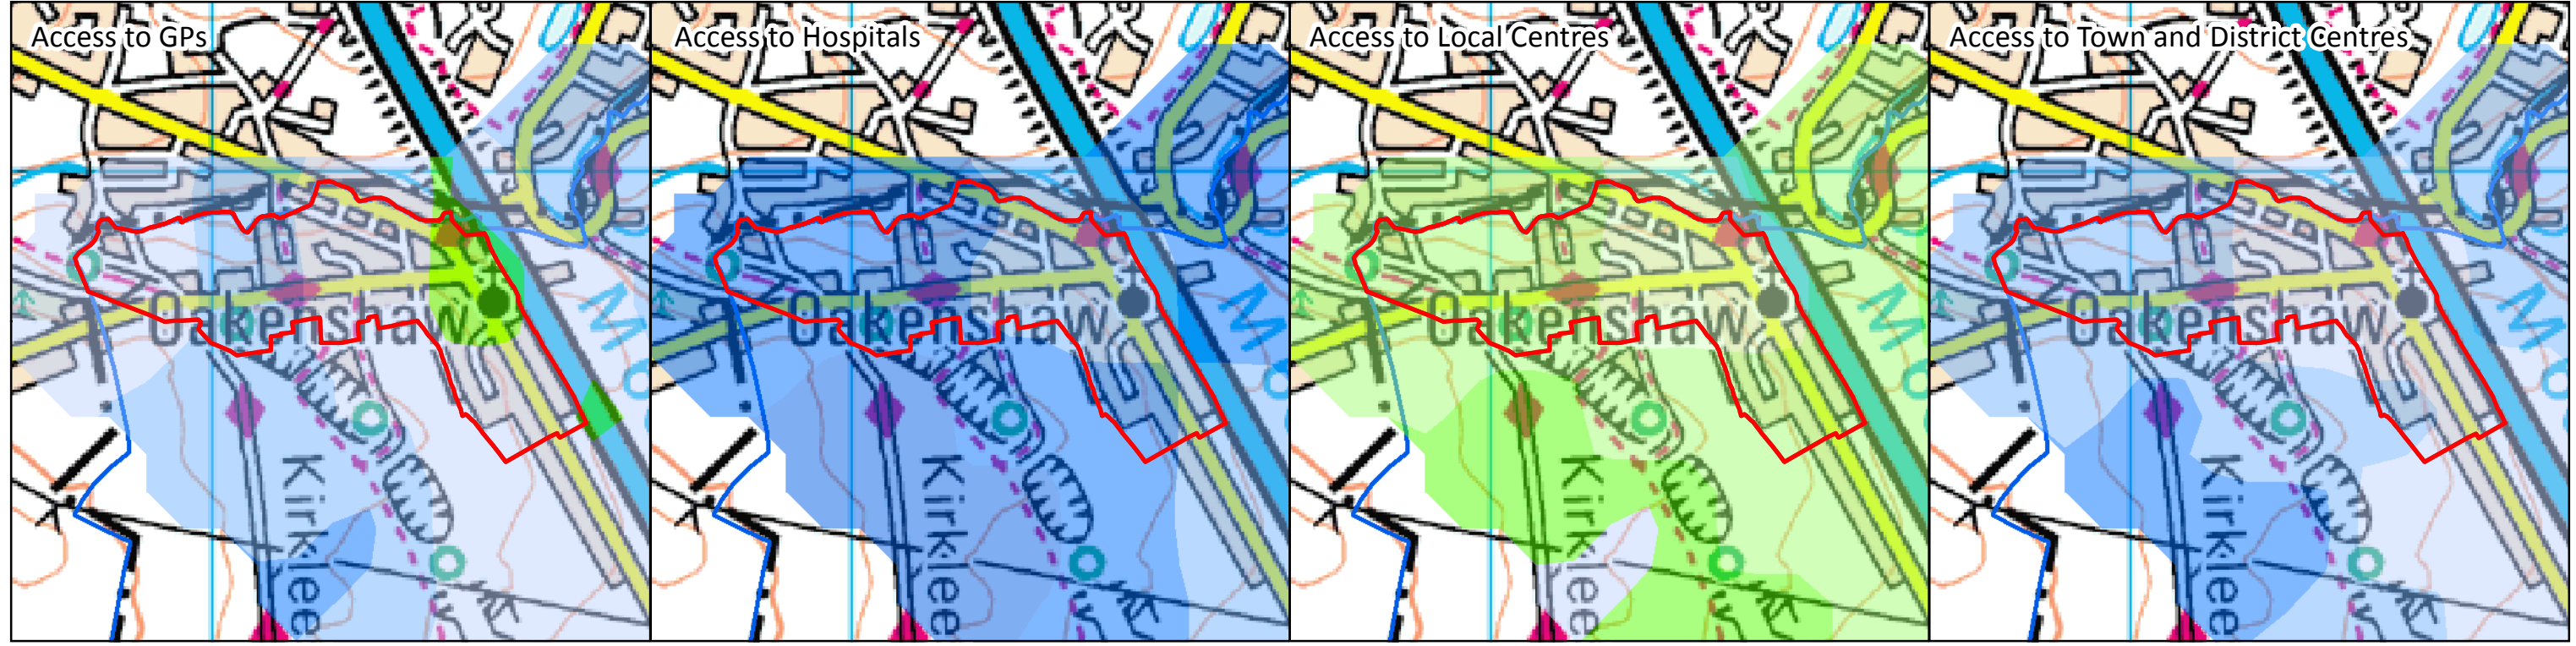 Access to GPs
Access to Hospitals
Access to Local Centres
Access to Town and District Centres
Oakenshaw
Oakenshaw
Oakenshaw
Oakenshaw
Kirklee
Kirklee
Kirklee
Kirklee
M
M
M
M